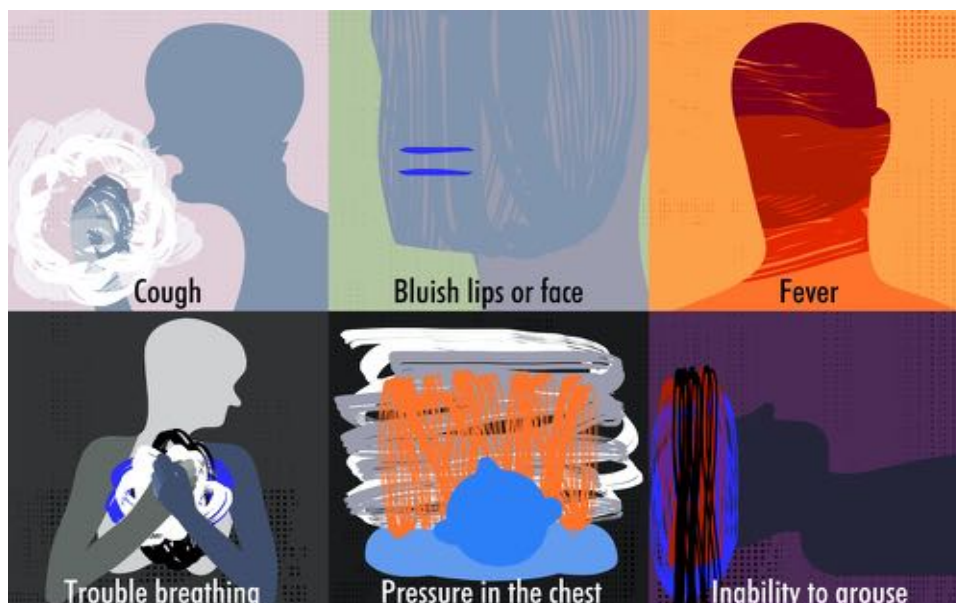 Cough
Bluish lips or face
Fever
Trouble breathing
Pressure in the chest
Inability to arouse